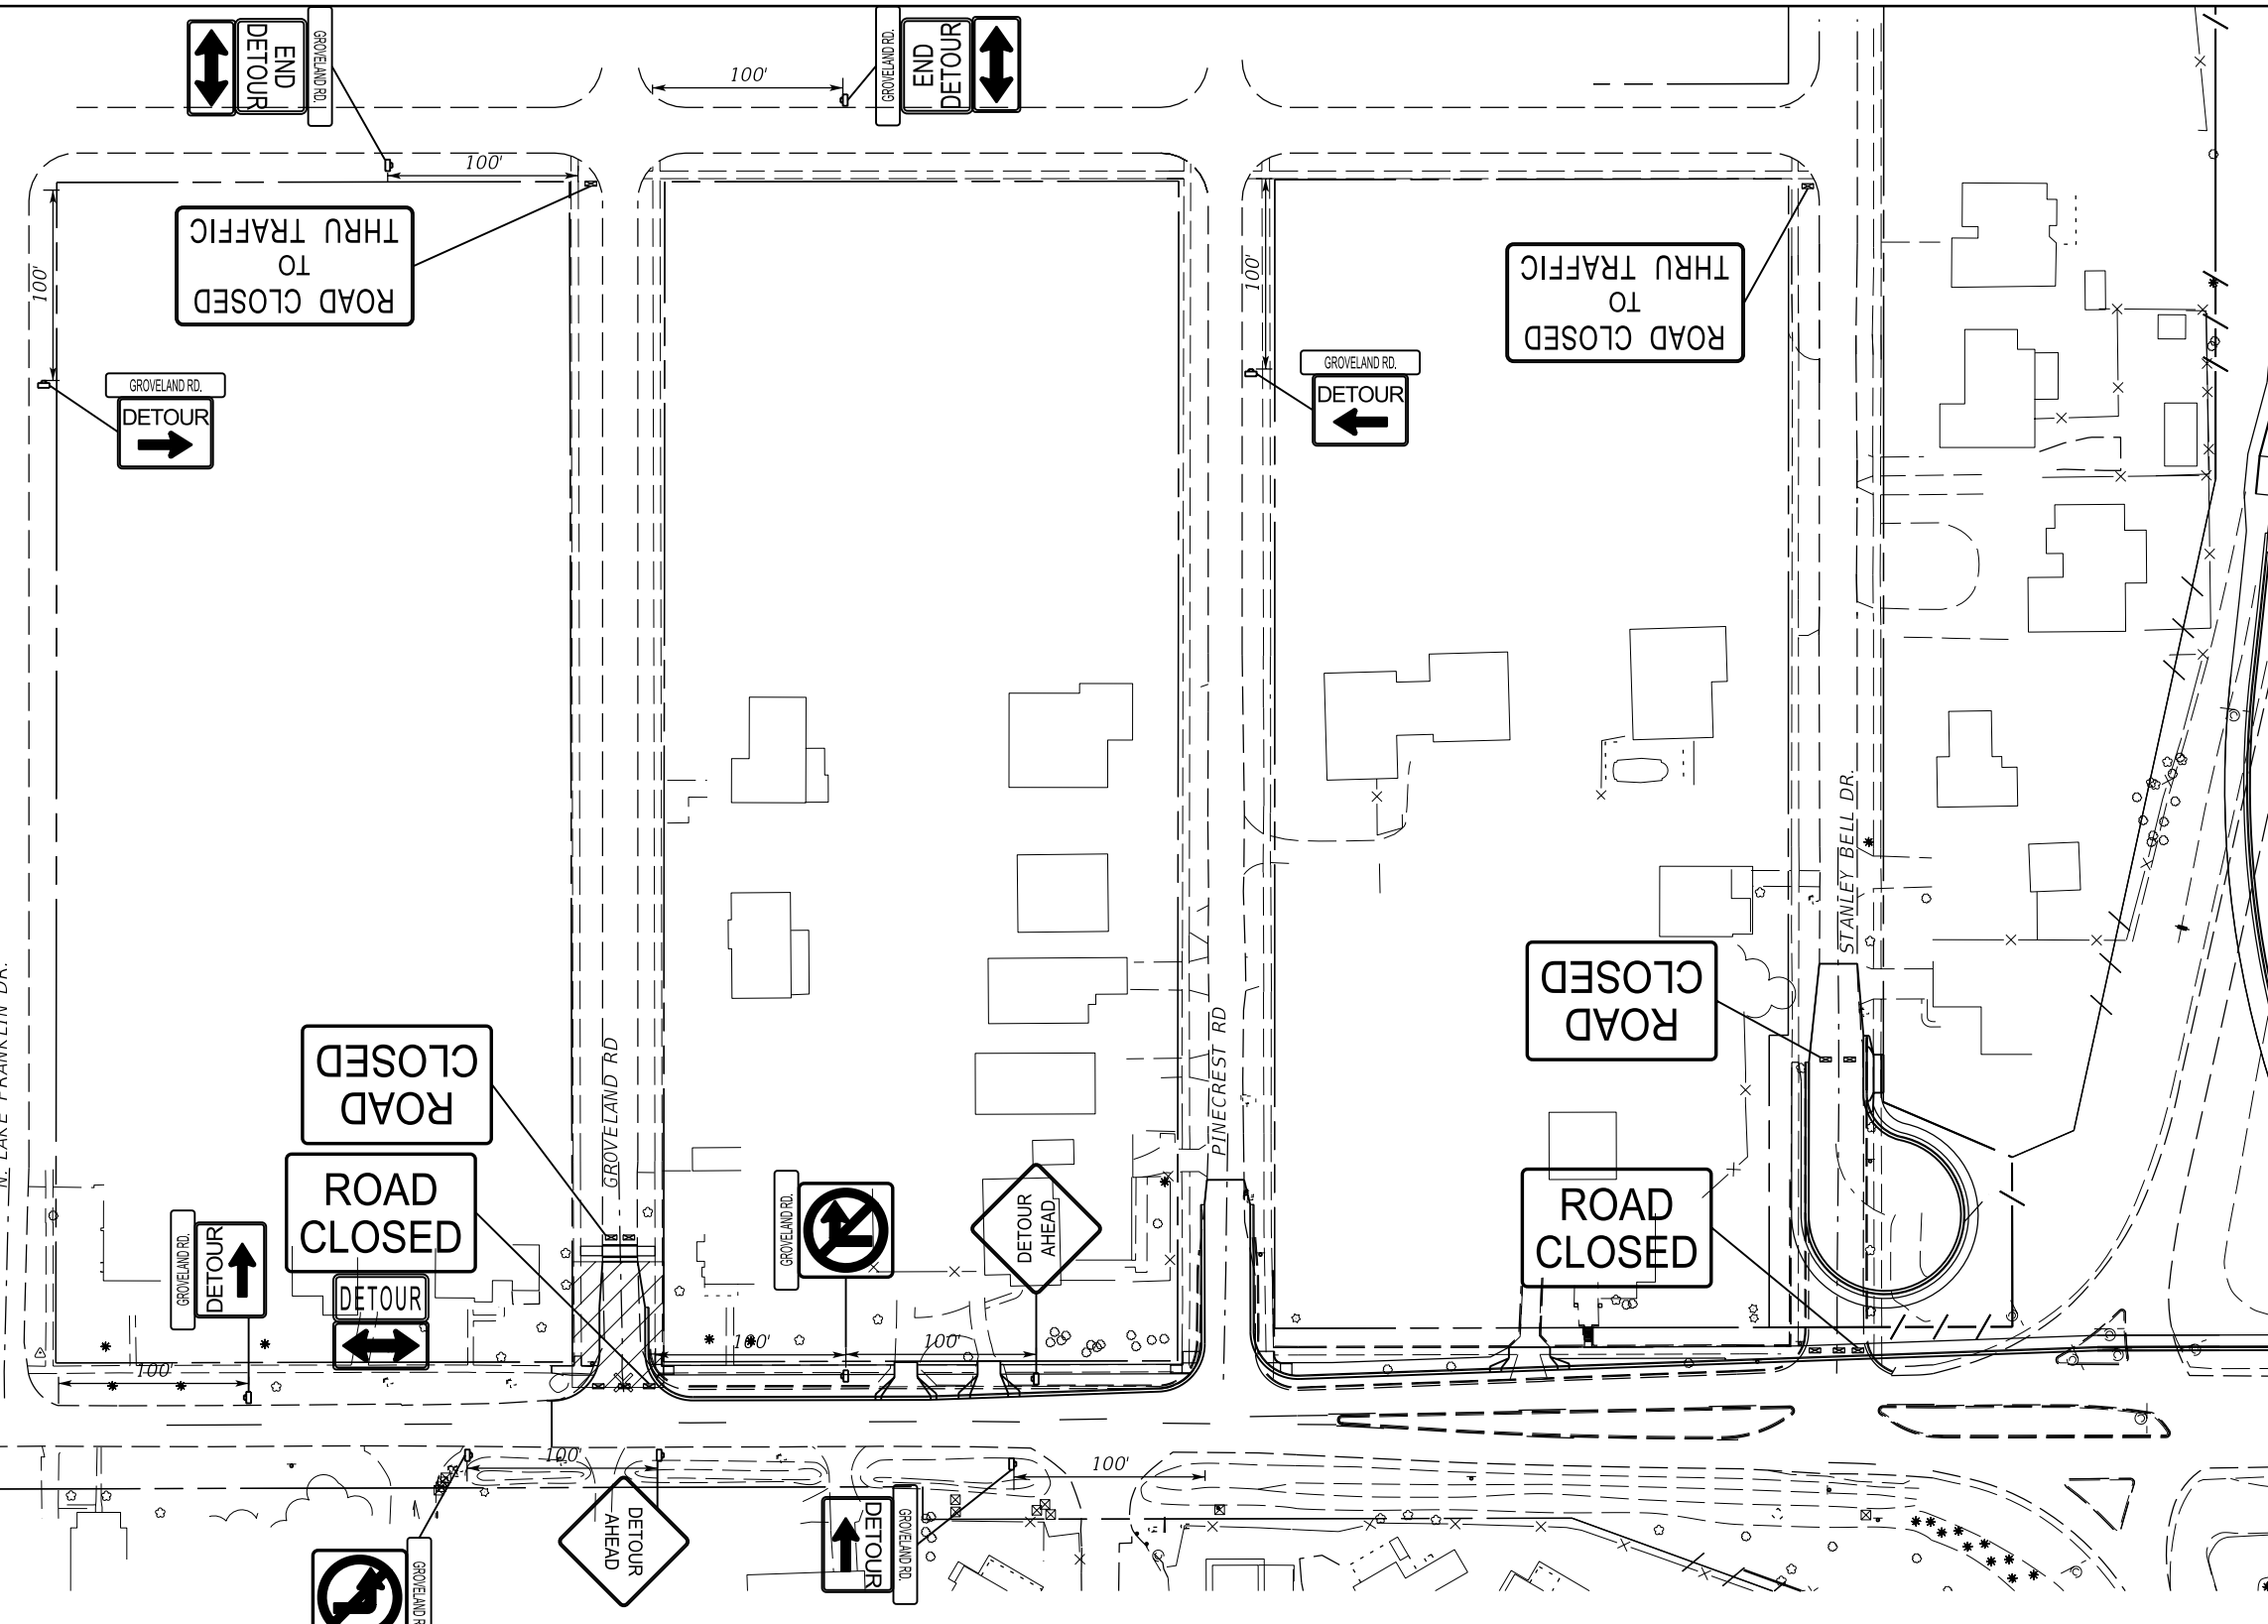 GROVELAND RD.
END
DETOUR
GROVELAND RD.
END
DETOUR
100'
100'
THRU TRAFFIC
TO
ROAD CLOSED
100'
GROVELAND RD.
DETOUR
100'
GROVELAND RD.
DETOUR
ROAD CLOSED
TO
THRU TRAFFIC
STANLEY BELL DR.
N. LAKE FRANKLIN DR.
GROVELAND RD
PINECREST RD
ROAD
CLOSED
ROAD
CLOSED
ROAD
CLOSED
ROAD
CLOSED
GROVELAND RD.
DETOUR
DETOUR
GROVELAND RD.
DETOUR
AHEAD
100'
100'
100'
100'
100'
DETOUR
AHEAD
GROVELAND RD.
DETOUR
GROVELAND R